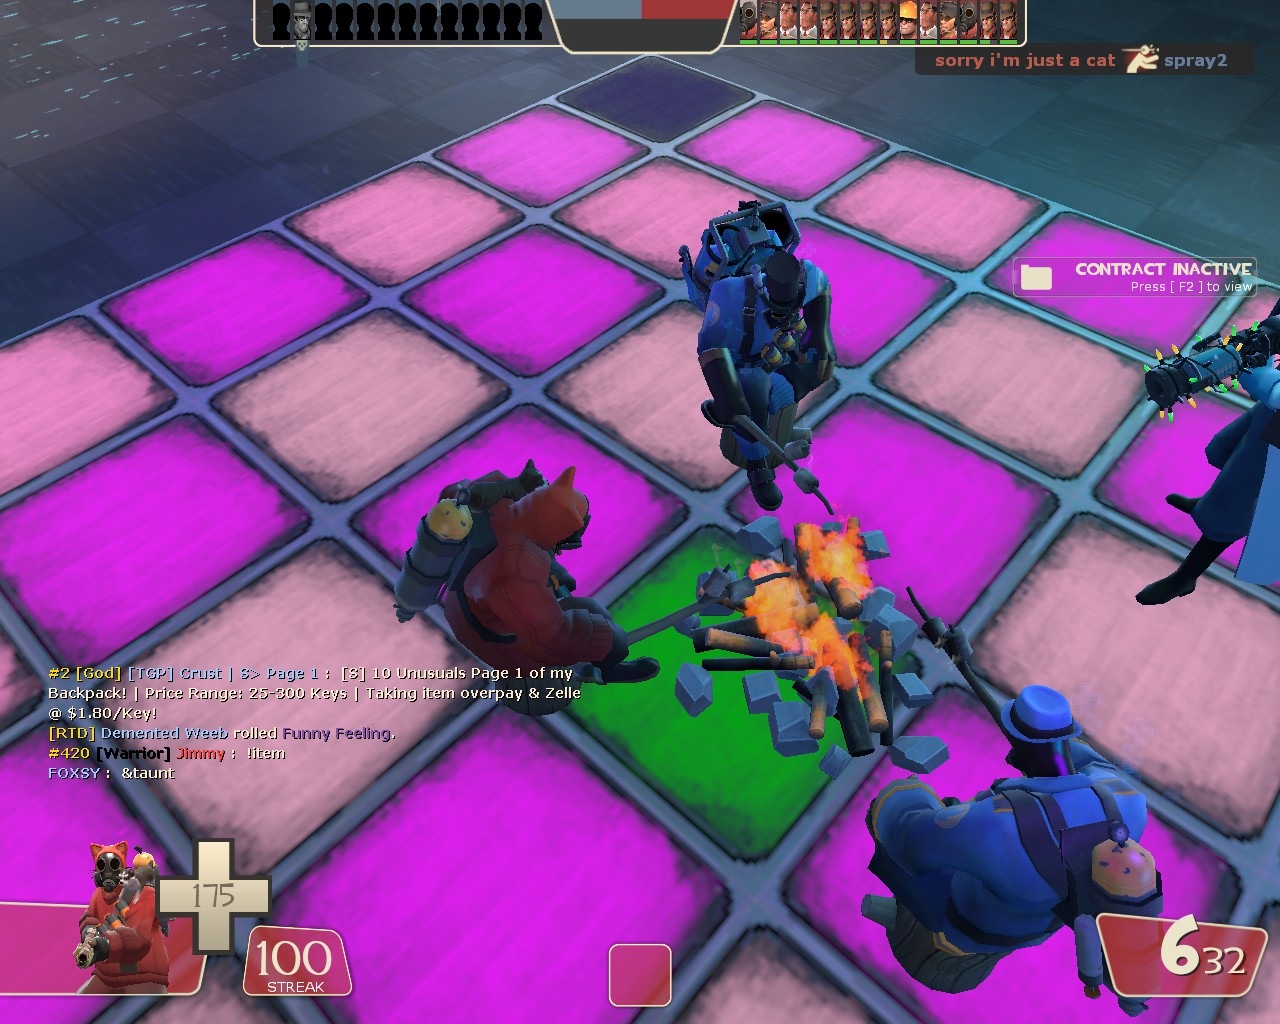 sorry i'm just a cat spray2
CONTRACT INACTIVE
Press [ F2 ] to view
#2 [God] [TGP] Crust | S> Page 1 :  [S] 10 Unusuals Page 1 of my
Backpack! | Price Range: 25-300 Keys | Taking item overpay & Zelle
@ $1.80/Key!
[RTD] Demented Weeb rolled Funny Feeling.
#420 [Warrior] Jimmy :  !item
FOXSY :  &taunt
175
100
STREAK
6 32